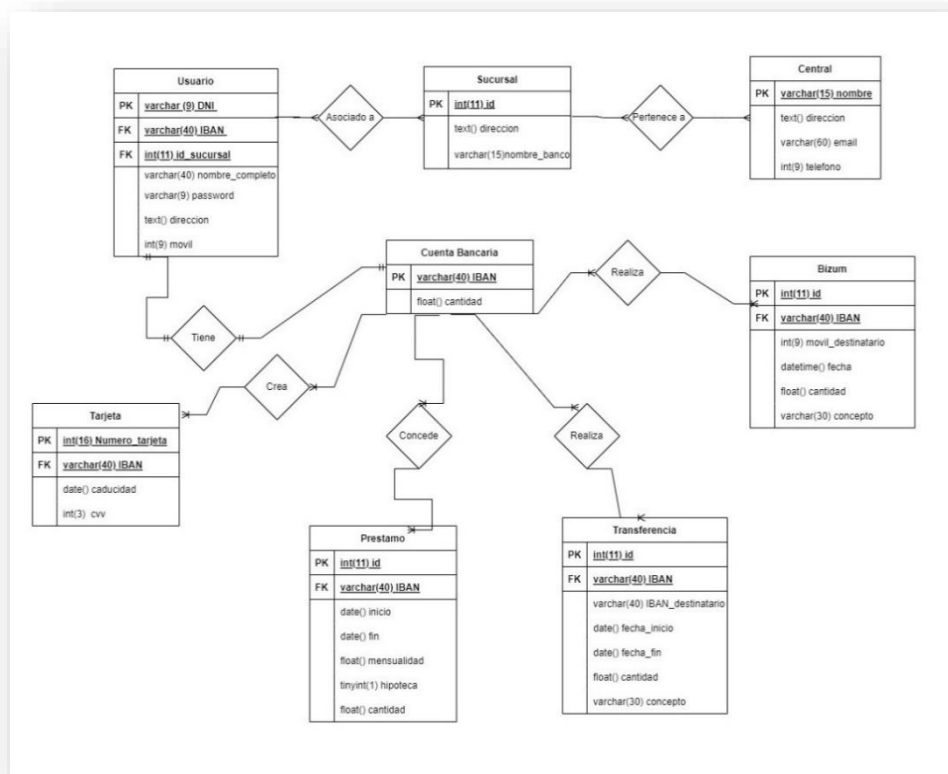 Usuario
PK varchar (9) DNI
FK varchar(40) IBAN
FK int(11) id_sucursal
varchar(40) nombre_completo
varchar(9) password
text() direccion
int(9) movil
Asociado a
Sucursal
PK int(11) id
text() direccion
varchar(15)nombre_banco
Pertenece a
Central
PK varchar(15) nombre
text() direccion
varchar(60) email
int(9) telefono
Tiene
Cuenta Bancaria
PK varchar(40) IBAN
float() cantidad
Realiza
Bizum
PK int(11) id
FK varchar(40) IBAN
int(9) movil_destinatario
datetime() fecha
float() cantidad
varchar(30) concepto
Crea
Tarjeta
PK int(16) Numero_tarjeta
FK varchar(40) IBAN
date() caducidad
int(3) cvv
Concede
Prestamo
PK int(11) id
FK varchar(40) IBAN
date() inicio
date() fin
float() mensualidad
tinyint(1) hipoteca
float() cantidad
Realiza
Transferencia
PK int(11) id
FK varchar(40) IBAN
varchar(40) IBAN_destinatario
date() fecha_inicio
date() fecha_fin
float() cantidad
varchar(30) concepto